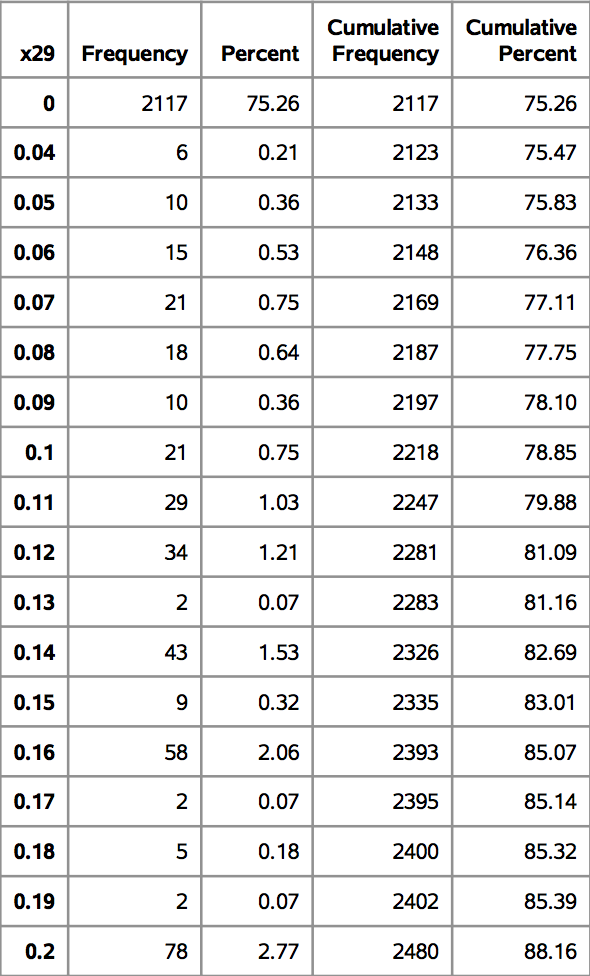 x29 Frequency Percent Cumulative Frequency Cumulative Percent
0 2117 75.26 2117 75.26
0.04 6 0.21 2123 75.47
0.05 10 0.36 2133 75.83
0.06 15 0.53 2148 76.36
0.07 21 0.75 2169 77.11
0.08 18 0.64 2187 77.75
0.09 10 0.36 2197 78.10
0.1 21 0.75 2218 78.85
0.11 29 1.03 2247 79.88
0.12 34 1.21 2281 81.09
0.13 2 0.07 2283 81.16
0.14 43 1.53 2326 82.69
0.15 9 0.32 2335 83.01
0.16 58 2.06 2393 85.07
0.17 2 0.07 2395 85.14
0.18 5 0.18 2400 85.32
0.19 2 0.07 2402 85.39
0.2 78 2.77 2480 88.16